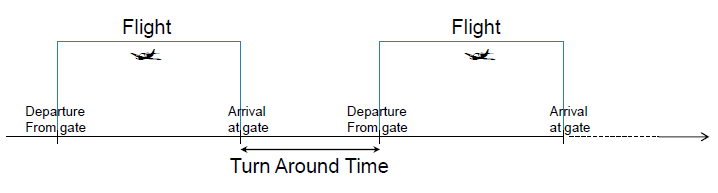 Flight
Flight
Departure
From gate
Arrival
at gate
Departure
From gate
Arrival
at gate
Turn Around Time